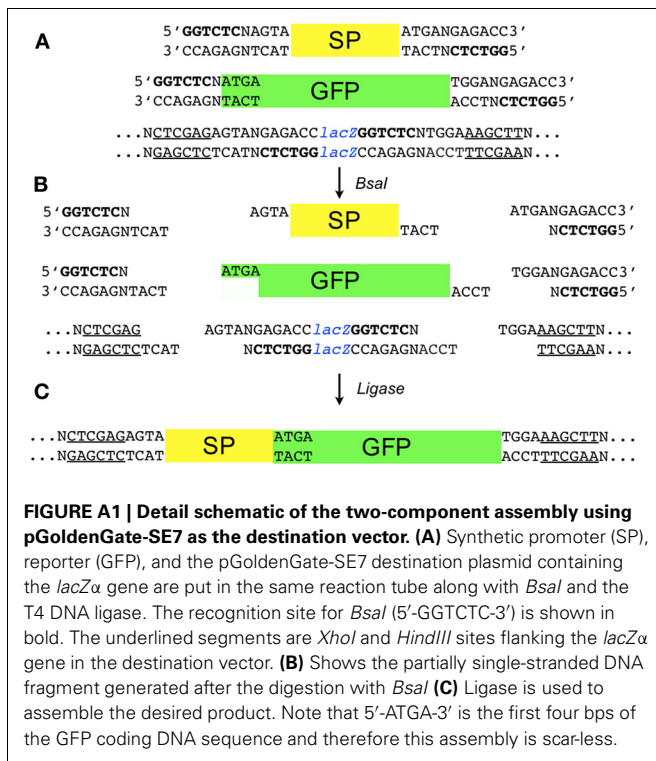 A
5'GGTCTCNAGTA SP ATGANGAGACC3'
3'CCAGAGNTCAT TACTNCTCTGG5'
5'GGTCTCNATGA GFP TGGANGAGACC3'
3'CCAGAGNTACT ACCTNCTCTGG5'
...NCTCGAGAGTANGAGACClacZGGTCTCNTGGAAAGCTTN...
...NGAGCTCTCATNCTCTGGlacZCCAGAGNACCTTTCGAAN...
B
BsaI
5'GGTCTCN AGTA SP ATGANGAGACC3'
3'CCAGAGNTCAT TACT NCTCTGG5'
5'GGTCTCN ATGA GFP TGGANGAGACC3'
3'CCAGAGNTACT ACCT NCTCTGG5'
...NCTCGAG AGTANGAGACClacZGGTCTCN TGGAAAGCTTN...
...NGAGCTCTCAT NCTCTGGlacZCCAGAGNACCT TTCGAAN...
C
Ligase
...NCTCGAGAGTA SP ATGA GFP TGGAAAGCTTN...
...NGAGCTCTCAT TACT ACCTTTCGAAN...
FIGURE A1 | Detail schematic of the two-component assembly using
pGoldenGate-SE7 as the destination vector. (A) Synthetic promoter (SP),
reporter (GFP), and the pGoldenGate-SE7 destination plasmid containing
the lacZα gene are put in the same reaction tube along with BsaI and the
T4 DNA ligase. The recognition site for BsaI (5′-GGTCTC-3′) is shown in
bold. The underlined segments are XhoI and HindIII sites flanking the lacZα
gene in the destination vector. (B) Shows the partially single-stranded DNA
fragment generated after the digestion with BsaI (C) Ligase is used to
assemble the desired product. Note that 5′-ATGA-3′ is the first four bps of
the GFP coding DNA sequence and therefore this assembly is scar-less.